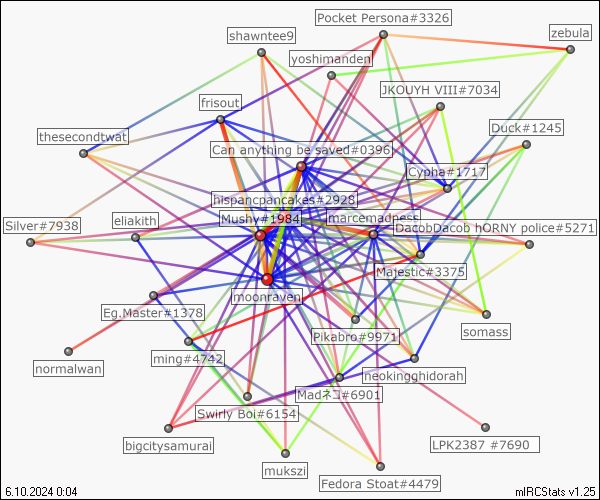 Pocket Persona#3326
shawntee9
zebula
yoshimanden
JKOUYH VIII#7034
frisout
Duck#1245
thesecondtwat
Can anything be saved#0396
Cypha#1717
hispancpancakes#2928
Mushy#1984
marcemadness
Silver#7938
eliakith
DacobDacob hORNY police#5271
Majestic#3375
moonraven
Eg.Master#1378
somass
Pikabro#9971
ming#4742
normalwan
neokingghidorah
Madネコ#6901
Swirly Boi#6154
bigcitysamurai
LPK2387 #7690
mukszi
Fedora Stoat#4479
6.10.2024 0:04
mIRCStats v1.25